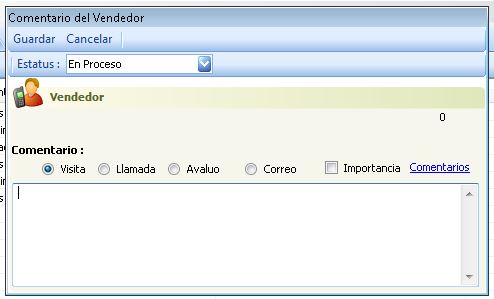 Comentario del Vendedor
Guardar Cancelar
Estatus : En Proceso
Vendedor
0
Comentario :
Visita Llamada Avaluo Correo Importancia Comentarios